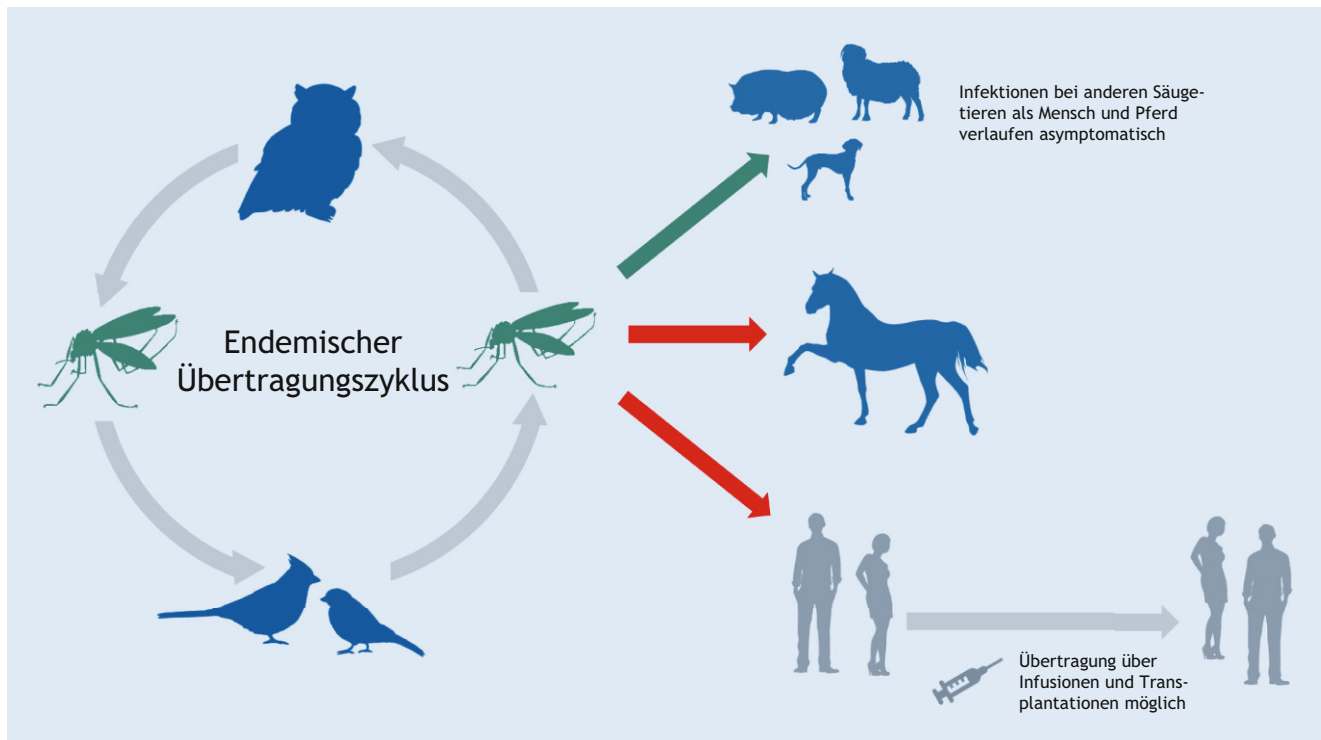 Infektionen bei anderen Säuge-
tieren als Mensch und Pferd
verlaufen asymptomatisch
Endemischer
Übertragungszyklus
Übertragung über
Infusionen und Trans-
plantationen möglich